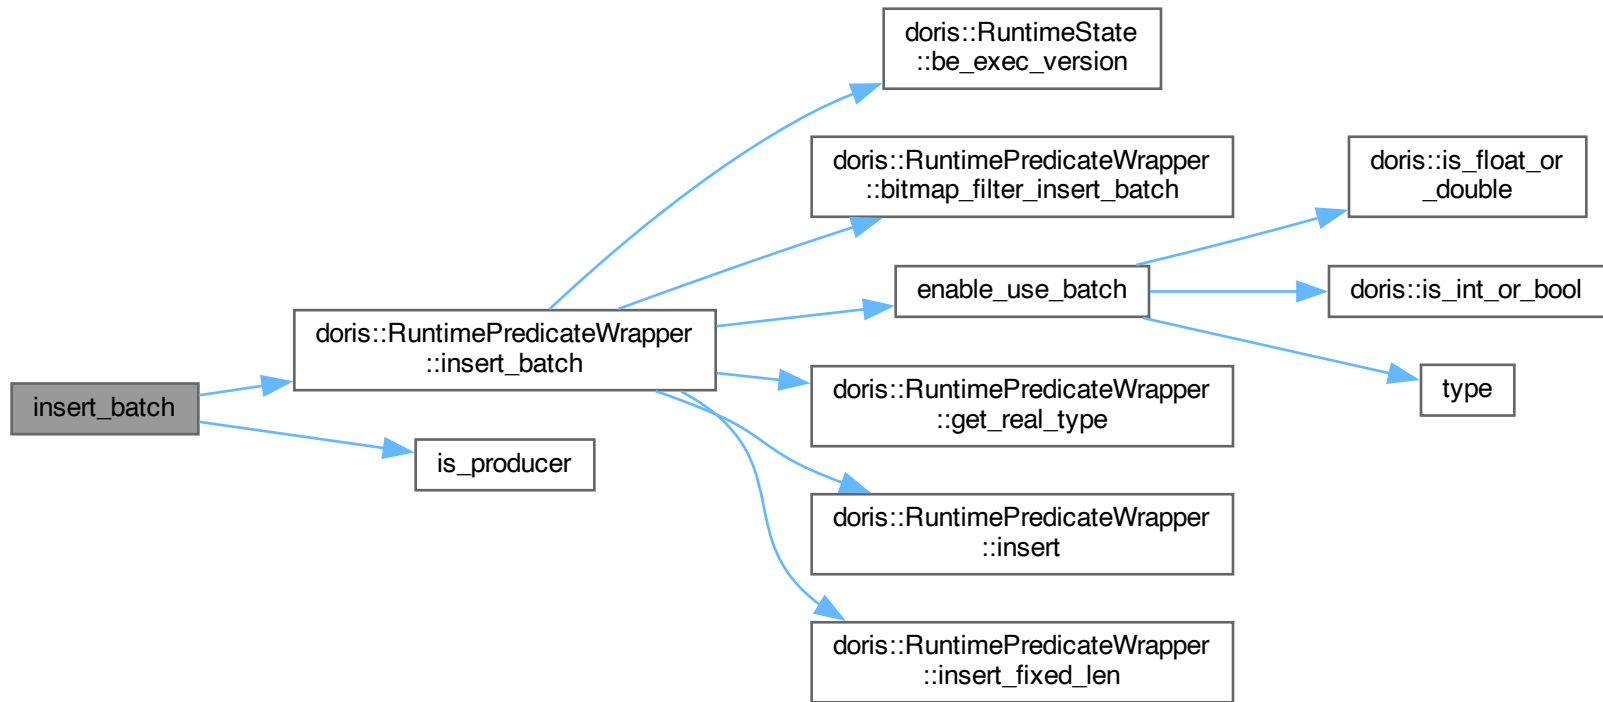 doris::RuntimeState
::be_exec_version
doris::RuntimePredicateWrapper
::bitmap_filter_insert_batch
doris::is_float_or
_double
enable_use_batch
doris::is_int_or_bool
doris::RuntimePredicateWrapper
::insert_batch
doris::RuntimePredicateWrapper
::get_real_type
type
insert_batch
is_producer
doris::RuntimePredicateWrapper
::insert
doris::RuntimePredicateWrapper
::insert_fixed_len